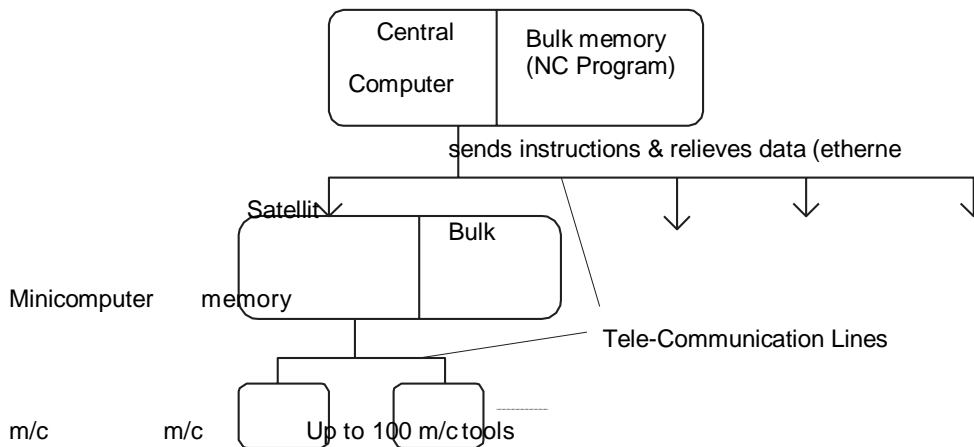 Central
Computer
Bulk memory
(NC Program)
sends instructions & relieves data (etherne
Satellit
Bulk
Minicomputer memory
Tele-Communication Lines
m/c m/c Up to 100 m/c tools